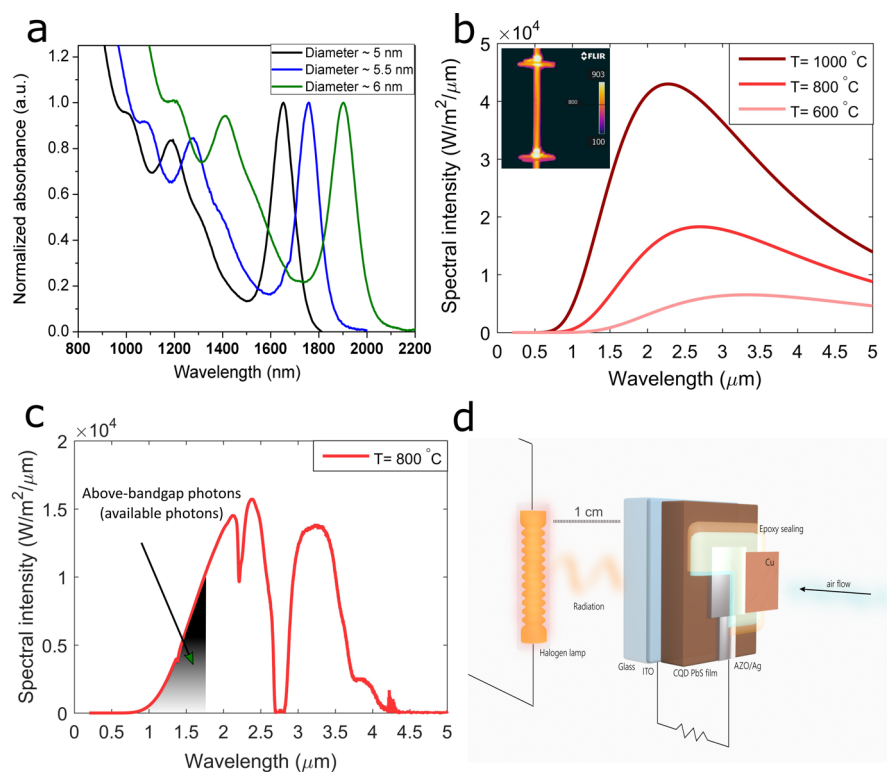 a
Diameter ~ 5 nm
Diameter ~ 5.5 nm
Diameter ~ 6 nm
1.2
1.0
0.8
0.6
0.4
0.2
0.0
Normalized absorbance (a.u.)
800 1000 1200 1400 1600 1800 2000 2200
Wavelength (nm)
b
×10⁴
T= 1000 °C
T= 800 °C
T= 600 °C
FLIR
903
800
100
5
4
3
2
1
0
Spectral intensity (W/m²/μm)
0 0.5 1 1.5 2 2.5 3 3.5 4 4.5 5
Wavelength (μm)
c
×10⁴
T= 800 °C
Above-bandgap photons
(available photons)
2
1.5
1
0.5
0
Spectral intensity (W/m²/μm)
0 0.5 1 1.5 2 2.5 3 3.5 4 4.5 5
Wavelength (μm)
d
1 cm
Epoxy sealing
Cu
air flow
Radiation
Halogen lamp
Glass
ITO
CQD PbS film
AZO/Ag